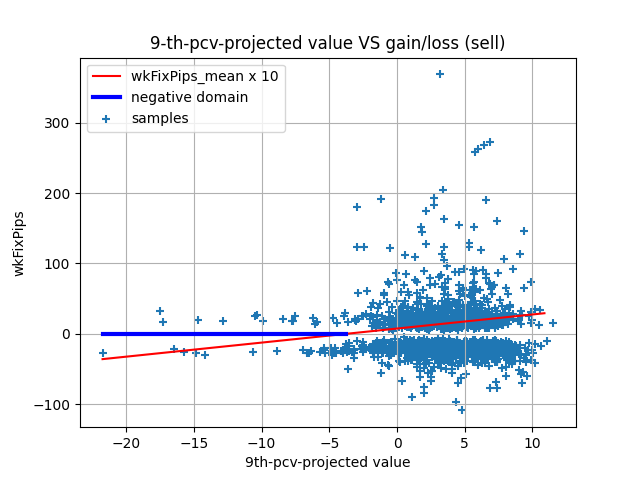 9-th-pcv-projected value VS gain/loss (sell)
wkFixPips_mean x 10
negative domain
samples
300
200
100
0
−100
wkFixPips
−20
−15
−10
−5
0
5
10
9th-pcv-projected value